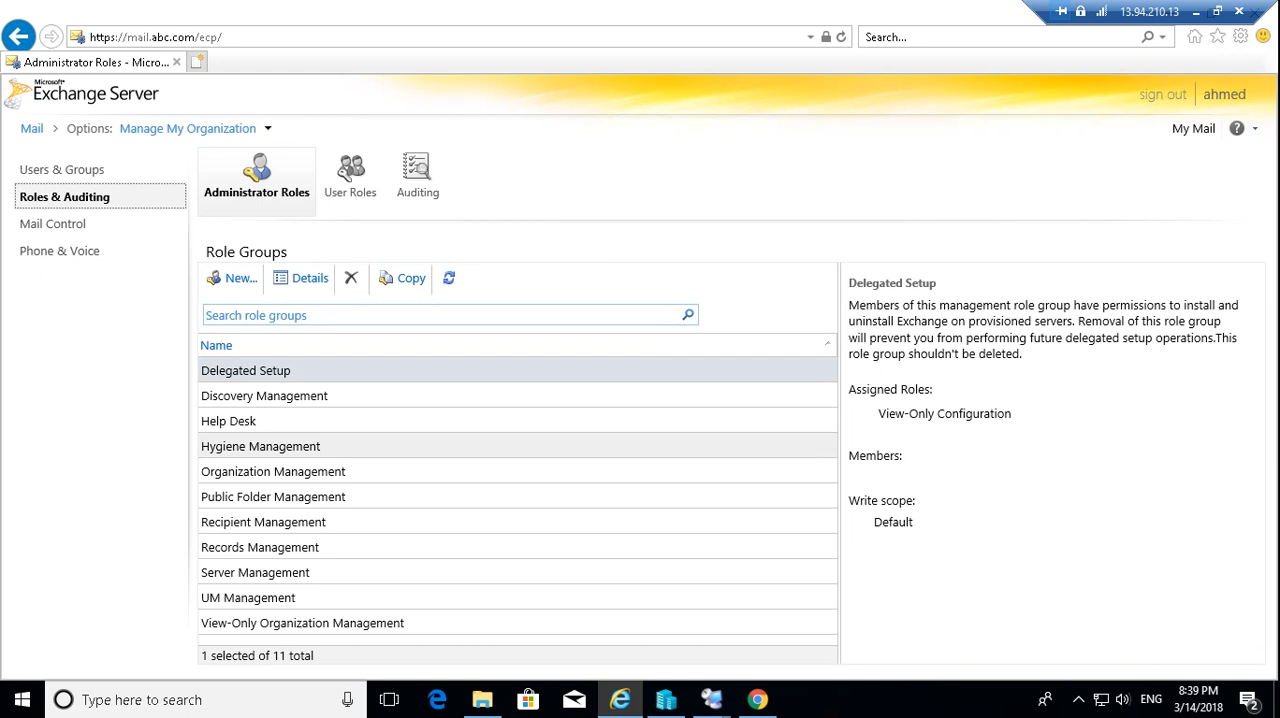 13.94.210.13
https://mail.abc.com/ecp/
Search...
Administrator Roles - Micro...
Microsoft®
Exchange Server
sign out
ahmed
Mail > Options: Manage My Organization
My Mail
?
Users & Groups
Roles & Auditing
Mail Control
Phone & Voice
Administrator Roles
User Roles
Auditing
Role Groups
New...
Details
Copy
Search role groups
Name
Delegated Setup
Discovery Management
Help Desk
Hygiene Management
Organization Management
Public Folder Management
Recipient Management
Records Management
Server Management
UM Management
View-Only Organization Management
1 selected of 11 total
Delegated Setup
Members of this management role group have permissions to install and
uninstall Exchange on provisioned servers. Removal of this role group
will prevent you from performing future delegated setup operations.This
role group shouldn't be deleted.
Assigned Roles:
View-Only Configuration
Members:
Write scope:
Default
Type here to search
ENG
8:39 PM
3/14/2018
2